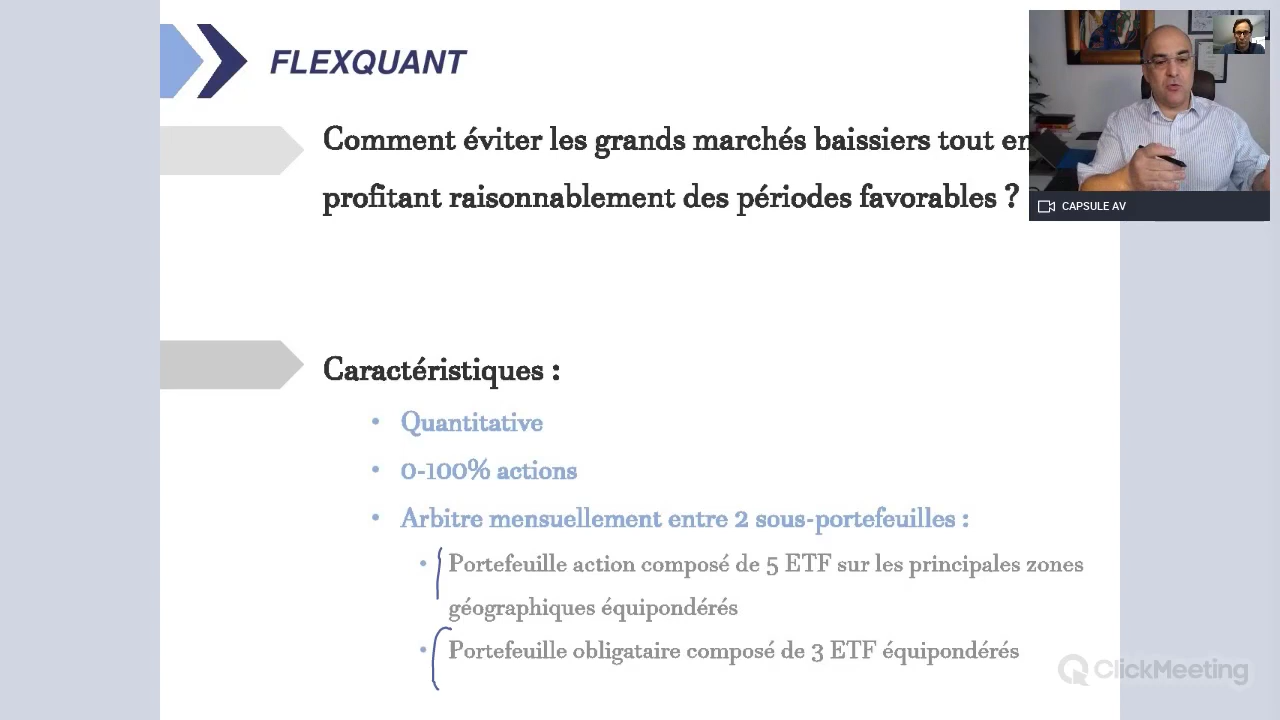 FLEXQUANT
Comment éviter les grands marchés baissiers tout en
profitant raisonnablement des périodes favorables ?
CAPSULE AV
Caractéristiques :
• Quantitative
• 0-100% actions
• Arbitre mensuellement entre 2 sous-portefeuilles :
• Portefeuille action composé de 5 ETF sur les principales zones
géographiques équipondérés
• Portefeuille obligataire composé de 3 ETF équipondérés
ClickMeeting